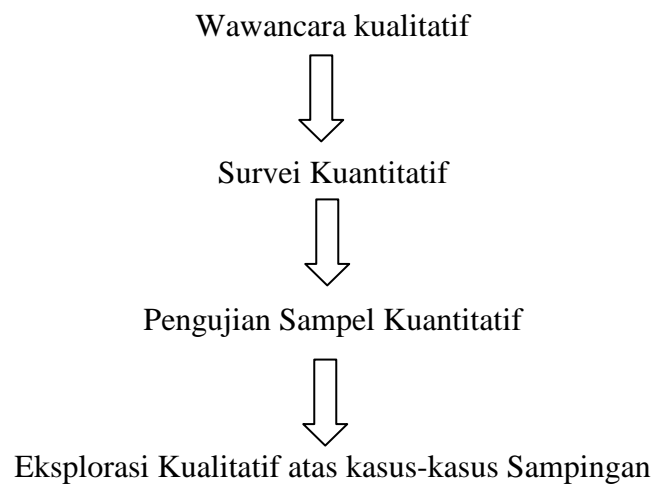 Wawancara kualitatif
Survei Kuantitatif
Pengujian Sampel Kuantitatif
Eksplorasi Kualitatif atas kasus-kasus Sampingan